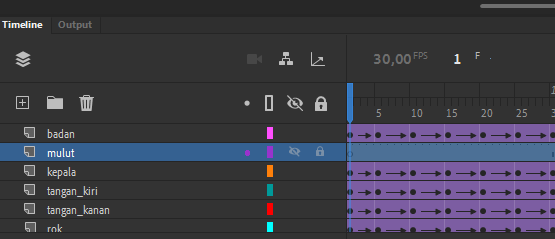 Timeline Output
30,00 FPS 1 F
5 10 15 20 25
badan
mulut
kepala
tangan_kiri
tangan_kanan
rok